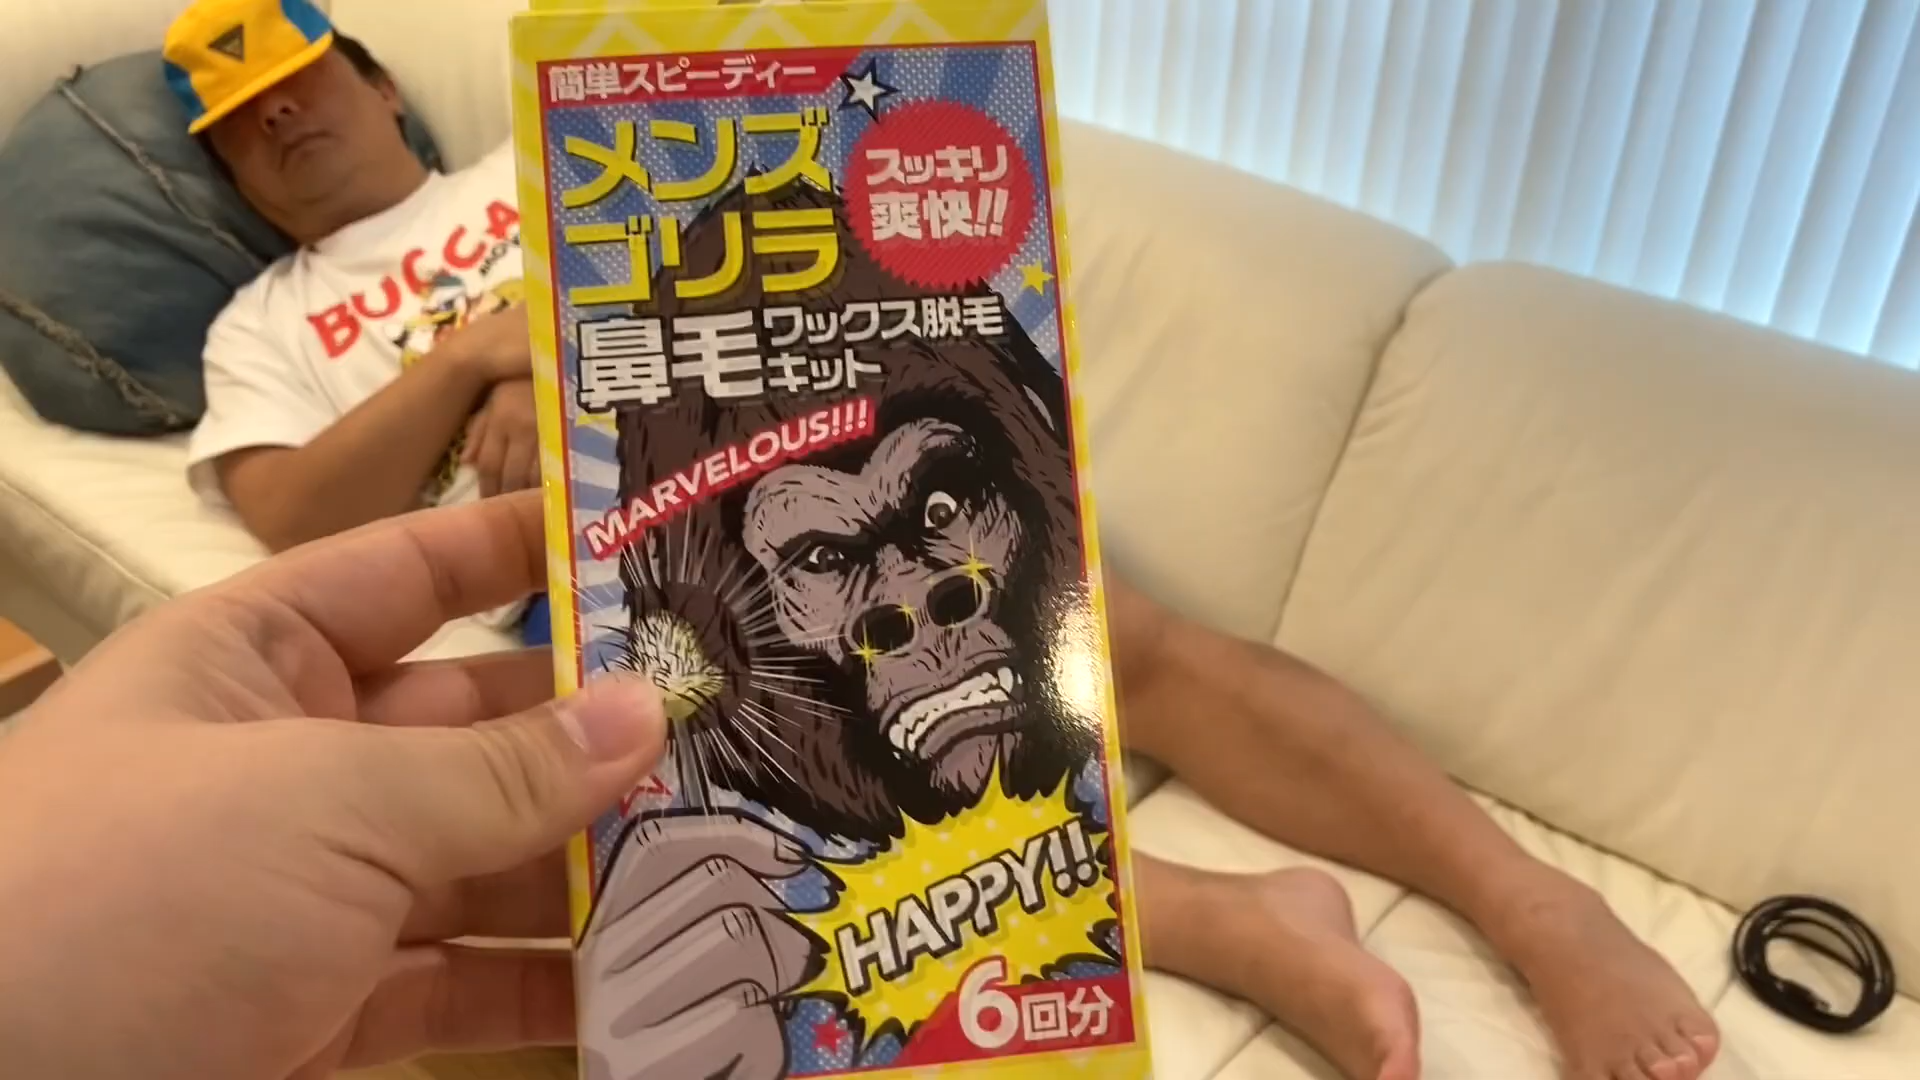 簡単スピーディー
メンズ
ゴリラ
スッキリ
爽快!!
鼻毛
ワックス脱毛
キット
MARVELOUS!!!
HAPPY!!
6回分
BUCCA